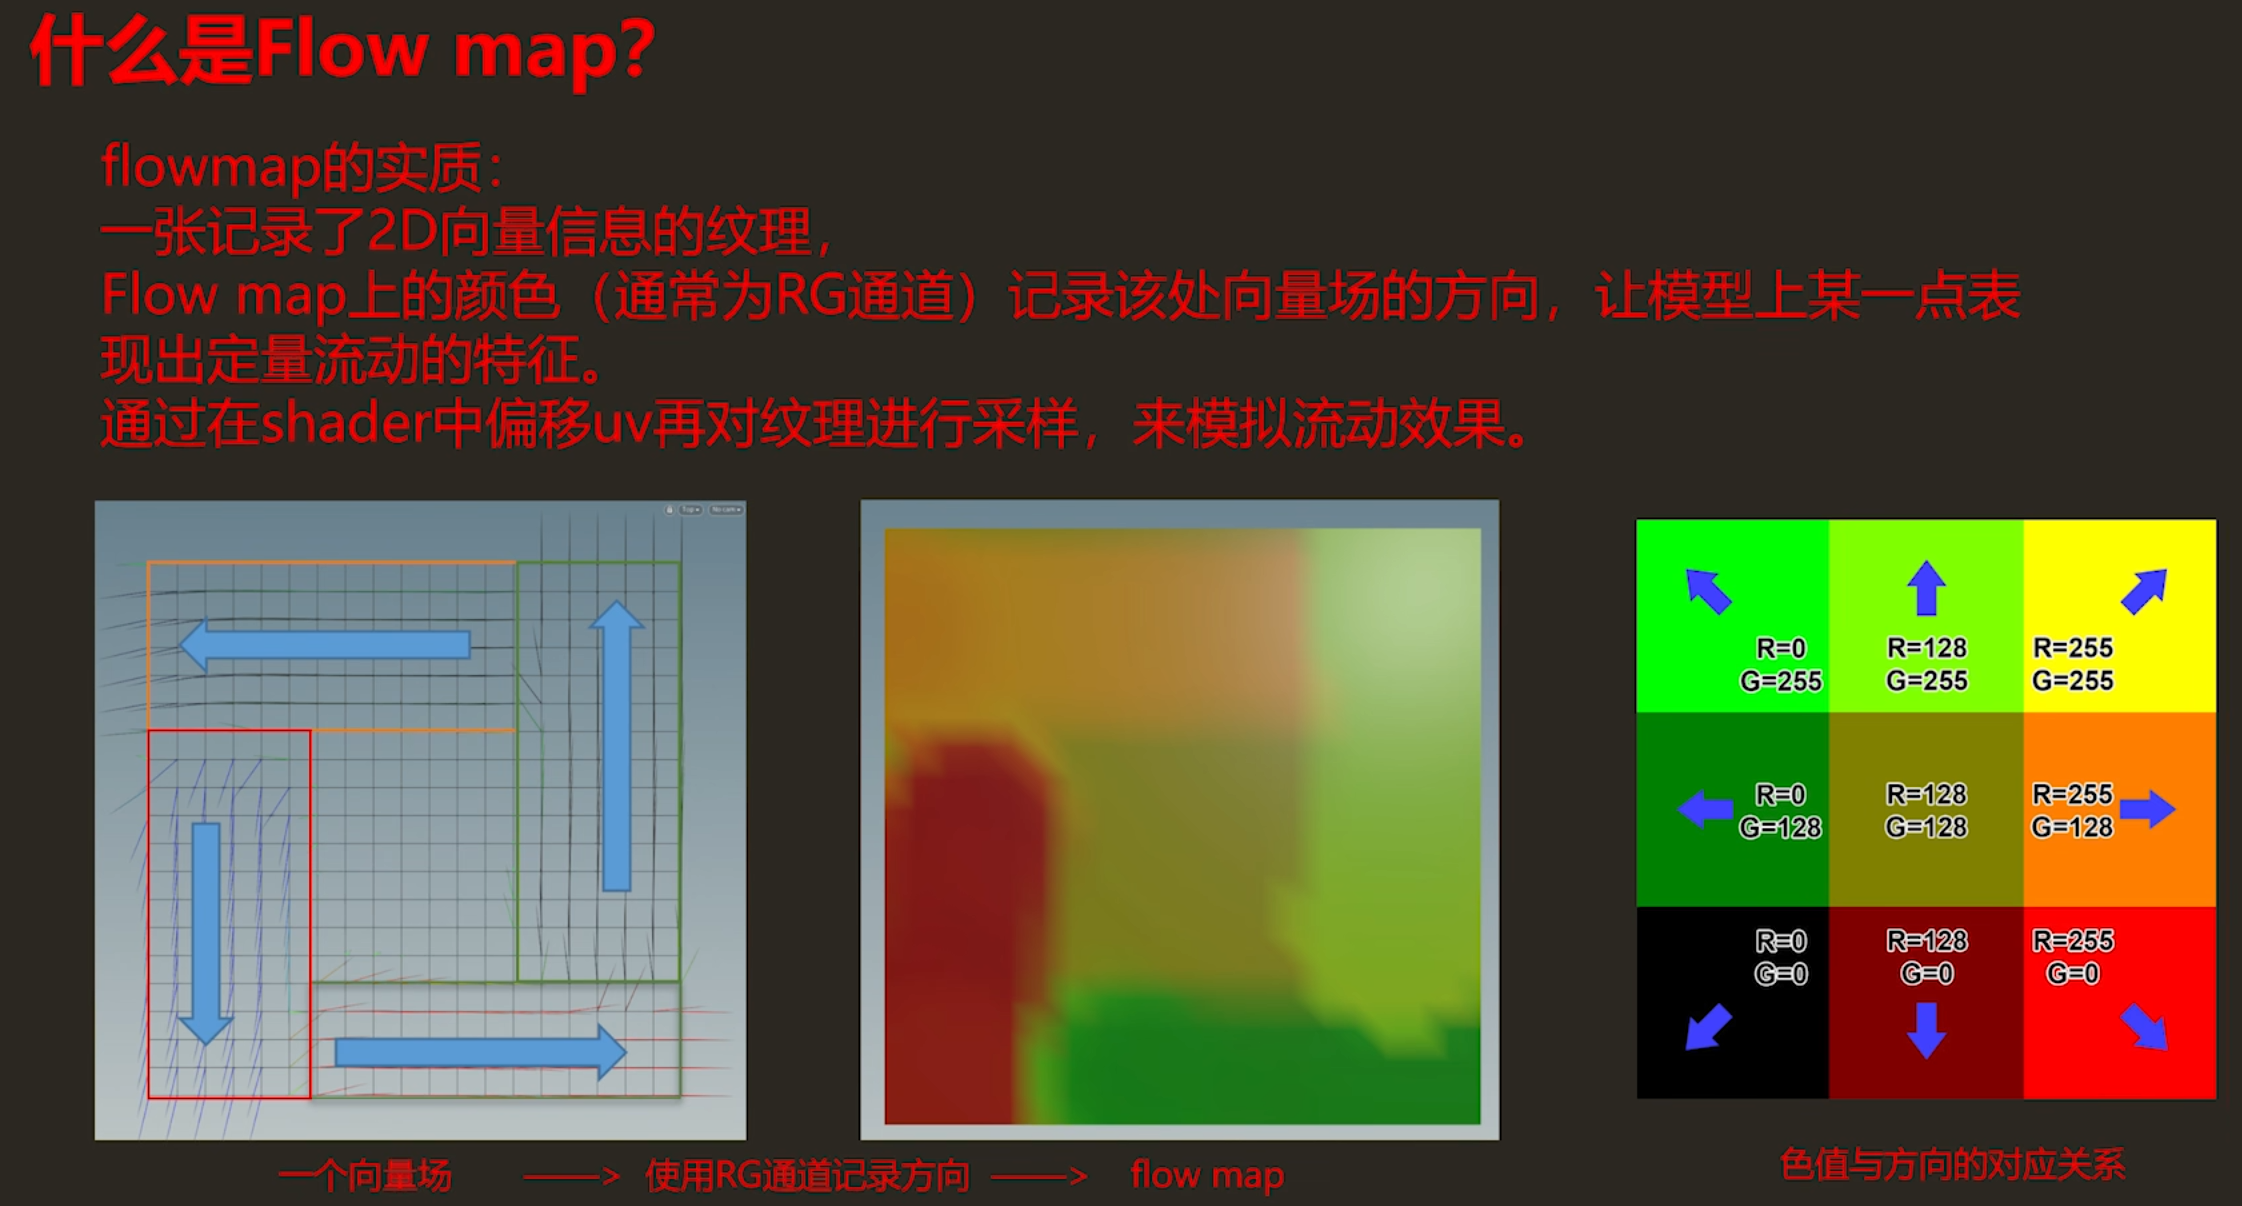 什么是Flow map?
flowmap的实质：
一张记录了2D向量信息的纹理，
Flow map上的颜色（通常为RG通道）记录该处向量场的方向，让模型上某一点表
现出定量流动的特征。
通过在shader中偏移uv再对纹理进行采样，来模拟流动效果。
Top
No cam
R=0
G=255
R=128
G=255
R=255
G=255
R=0
G=128
R=128
G=128
R=255
G=128
R=0
G=0
R=128
G=0
R=255
G=0
一个向量场 ——> 使用RG通道记录方向 ——> flow map
色值与方向的对应关系